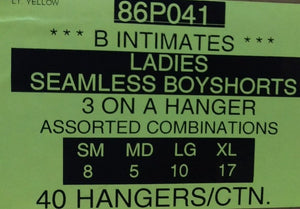 LT. YELLOW
86P041
*** B INTIMATES ***
LADIES
SEAMLESS BOYSHORTS
3 ON A HANGER
ASSORTED COMBINATIONS
SM MD LG XL
8 5 10 17
40 HANGERS/CTN.